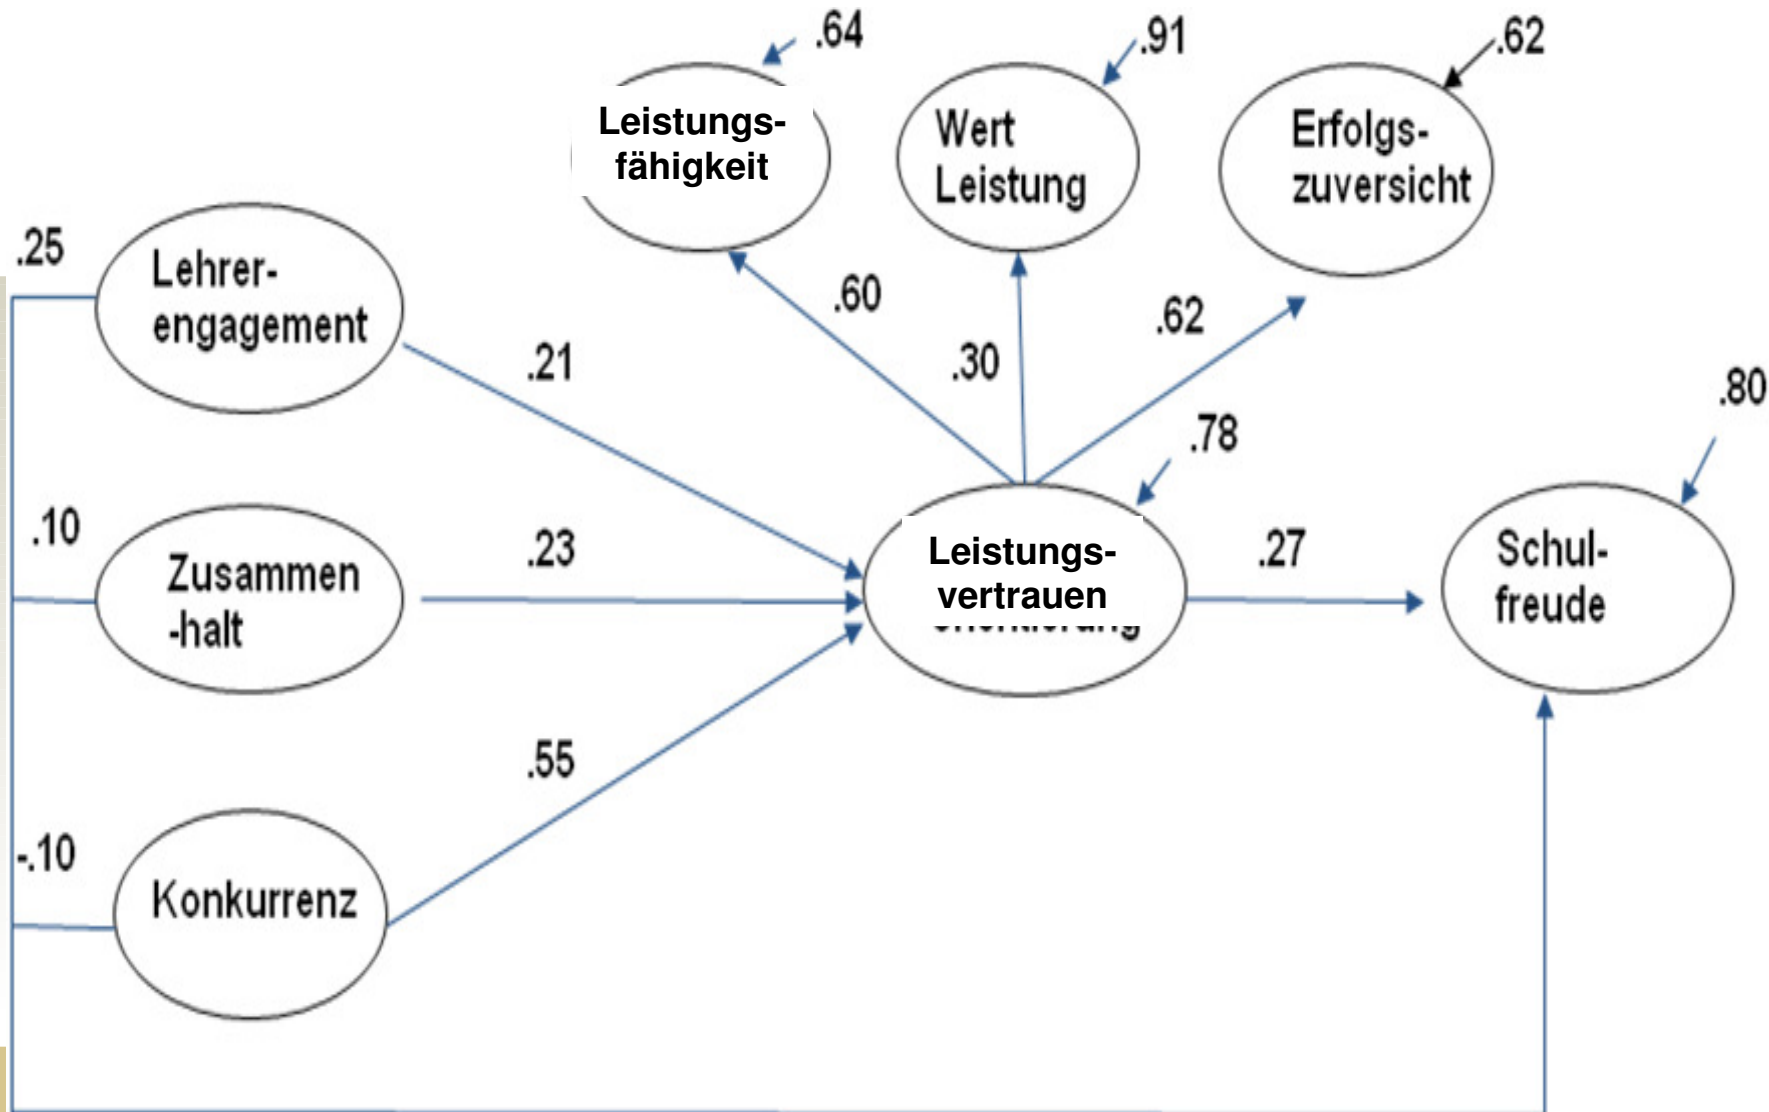 .64
.91
.62
Leistungs-
fähigkeit
Wert
Leistung
Erfolgs-
zuversicht
.25
Lehrer-
engagement
.60
.30
.62
.21
.78
.80
.10
Zusammen
-halt
.23
Leistungs-
vertrauen
.27
Schul-
freude
.55
-.10
Konkurrenz